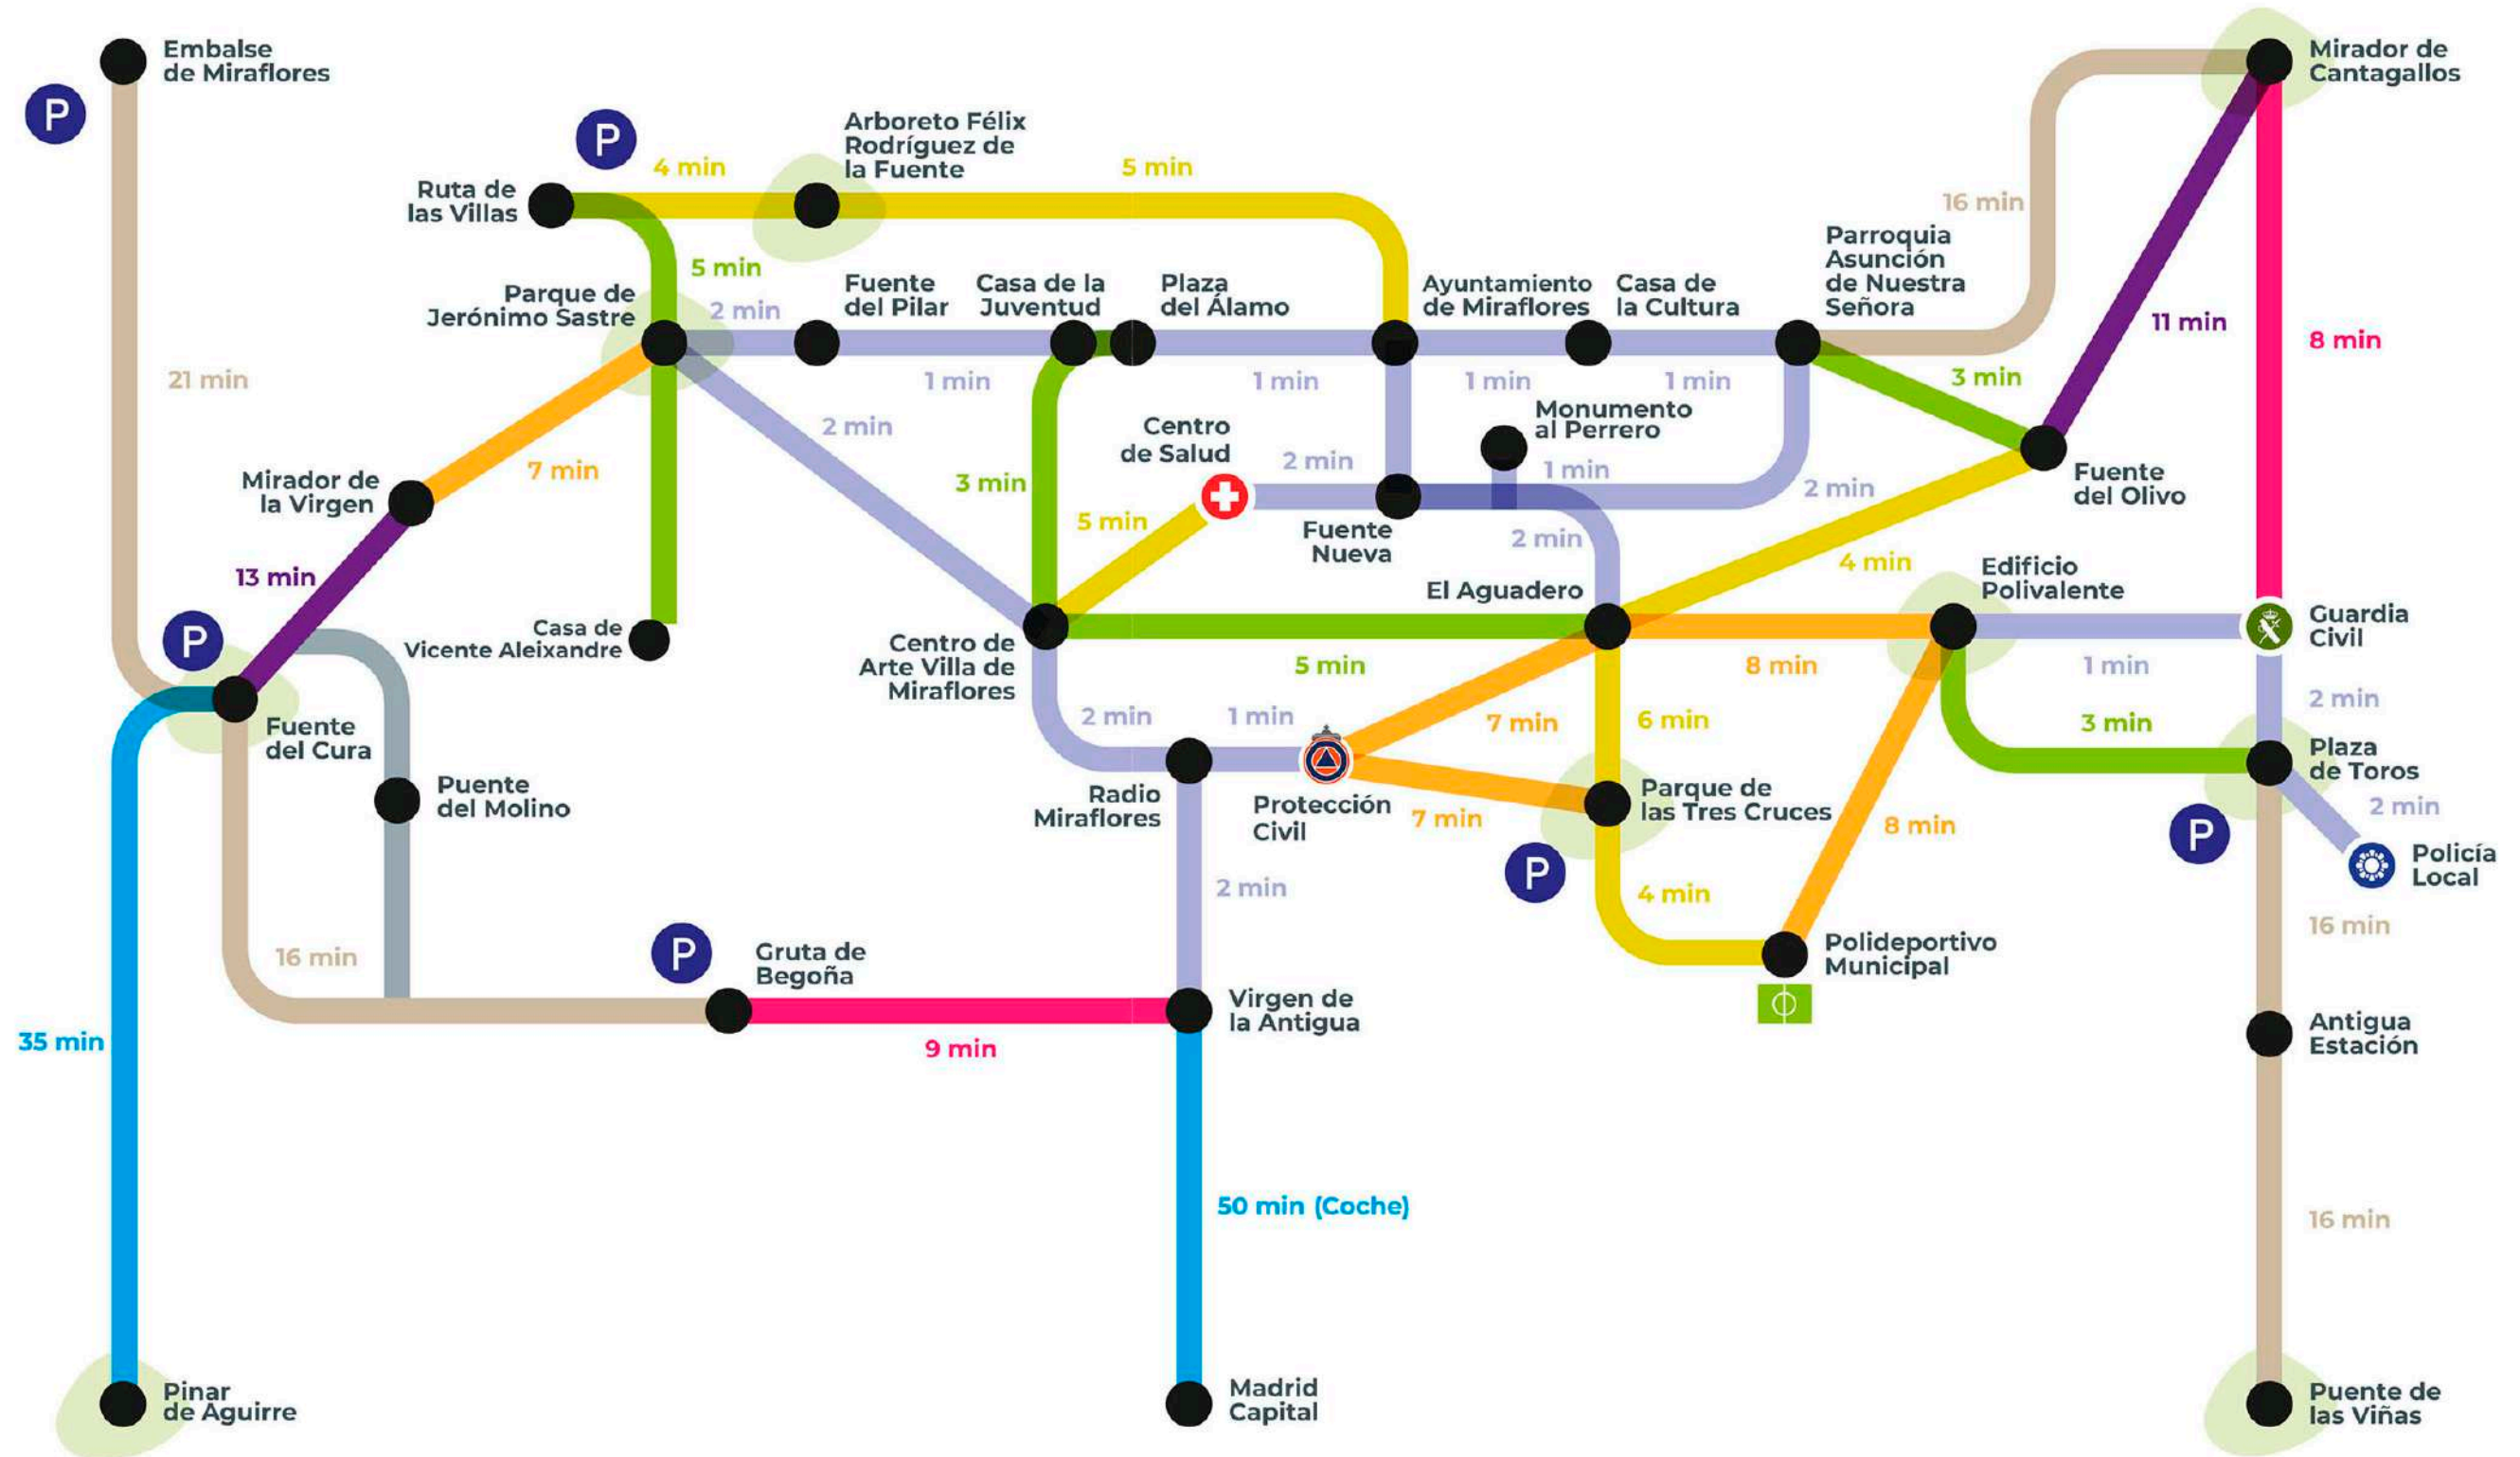 Embalse
de Miraflores
P
Mirador de
Cantagallos
P
Arboreto Félix
Rodríguez de
la Fuente
4 min
5 min
Ruta de
las Villas
16 min
Parroquia
Asunción
de Nuestra
Señora
5 min
Parque de
Jerónimo Sastre
2 min
Fuente
del Pilar
Casa de la
Juventud
Plaza
del Álamo
Ayuntamiento
de Miraflores
Casa de
la Cultura
11 min
8 min
21 min
1 min
1 min
1 min
1 min
3 min
2 min
Centro
de Salud
Monumento
al Perrero
Mirador de
la Virgen
7 min
3 min
2 min
1 min
2 min
Fuente
del Olivo
5 min
Fuente
Nueva
2 min
13 min
4 min
Edificio
Polivalente
El Aguadero
P
Casa de
Vicente Aleixandre
Centro de
Arte Villa de
Miraflores
5 min
8 min
1 min
Guardia
Civil
Fuente
del Cura
2 min
1 min
7 min
6 min
3 min
2 min
Plaza
de Toros
Puente
del Molino
Radio
Miraflores
Protección
Civil
7 min
Parque de
las Tres Cruces
8 min
P
2 min
Policía
Local
P
2 min
4 min
16 min
16 min
P
Gruta de
Begoña
Polideportivo
Municipal
Virgen de
la Antigua
Antigua
Estación
35 min
9 min
50 min (Coche)
16 min
Pinar
de Aguirre
Madrid
Capital
Puente de
las Viñas